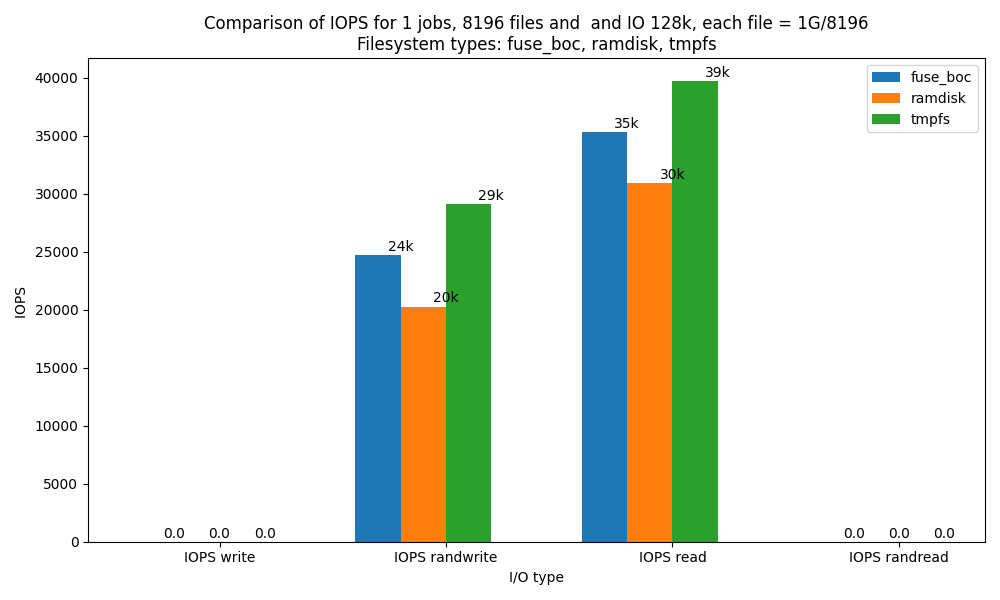 Comparison of IOPS for 1 jobs, 8196 files and  and IO 128k, each file = 1G/8196
Filesystem types: fuse_boc, ramdisk, tmpfs
fuse_boc
ramdisk
tmpfs
IOPS
40000
35000
30000
25000
20000
15000
10000
5000
0
0.0 0.0 0.0
24k
20k
29k
35k
30k
39k
0.0 0.0 0.0
IOPS write
IOPS randwrite
IOPS read
IOPS randread
I/O type